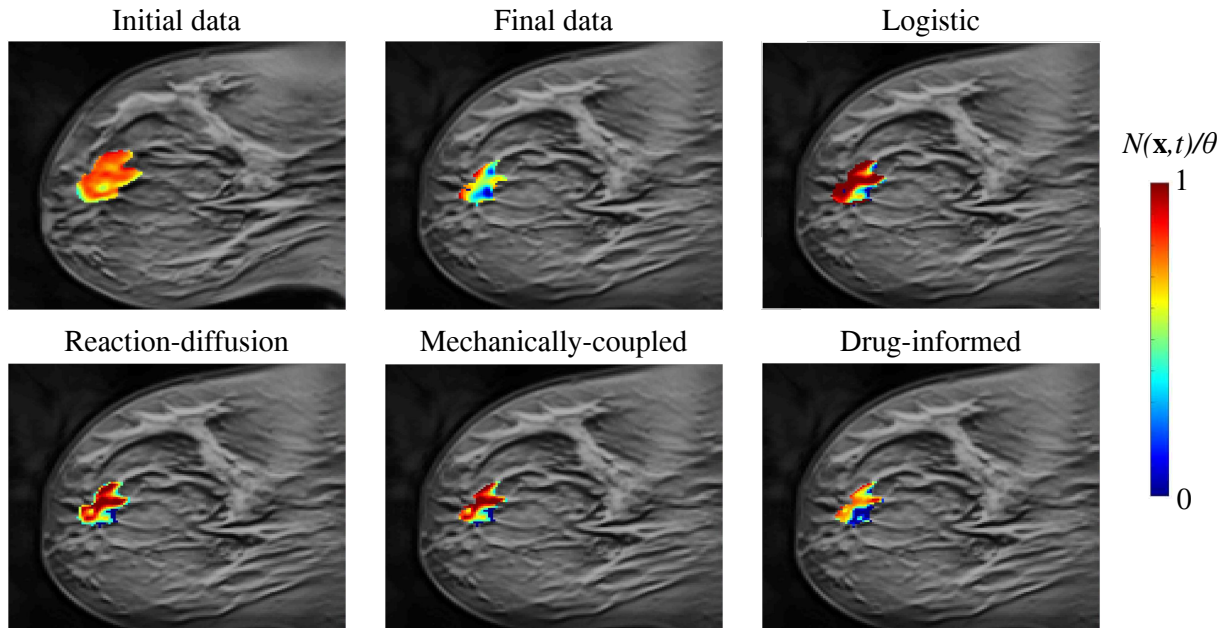 Initial data
Final data
Logistic
N(x,t)/θ
1
0
Reaction-diffusion
Mechanically-coupled
Drug-informed